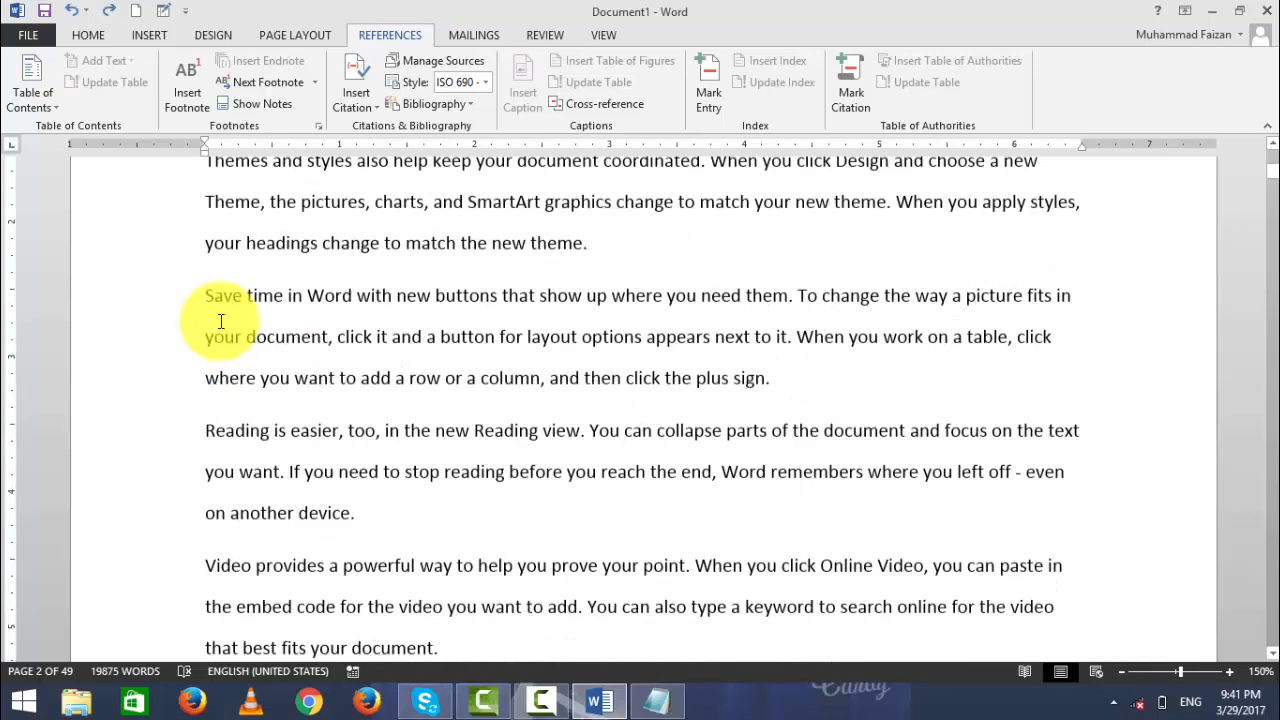 Document1 - Word
FILE HOME INSERT DESIGN PAGE LAYOUT REFERENCES MAILINGS REVIEW VIEW Muhammad Faizan
Table of Contents
Add Text
Update Table
Table of Contents
AB1
Insert Footnote
Insert Endnote
Next Footnote
Show Notes
Footnotes
Insert Citation
Manage Sources
Style: ISO 690 -
Bibliography
Citations & Bibliography
Insert Caption
Insert Table of Figures
Update Table
Cross-reference
Captions
Mark Entry
Insert Index
Update Index
Index
Mark Citation
Insert Table of Authorities
Update Table
Table of Authorities
1 1 2 3 4 5 6 7
Themes and styles also help keep your document coordinated. When you click Design and choose a new
Theme, the pictures, charts, and SmartArt graphics change to match your new theme. When you apply styles,
your headings change to match the new theme.
Save time in Word with new buttons that show up where you need them. To change the way a picture fits in
your document, click it and a button for layout options appears next to it. When you work on a table, click
where you want to add a row or a column, and then click the plus sign.
Reading is easier, too, in the new Reading view. You can collapse parts of the document and focus on the text
you want. If you need to stop reading before you reach the end, Word remembers where you left off - even
on another device.
Video provides a powerful way to help you prove your point. When you click Online Video, you can paste in
the embed code for the video you want to add. You can also type a keyword to search online for the video
that best fits your document.
PAGE 2 OF 49 19875 WORDS ENGLISH (UNITED STATES) 150%
Candy
ENG
9:41 PM
3/29/2017